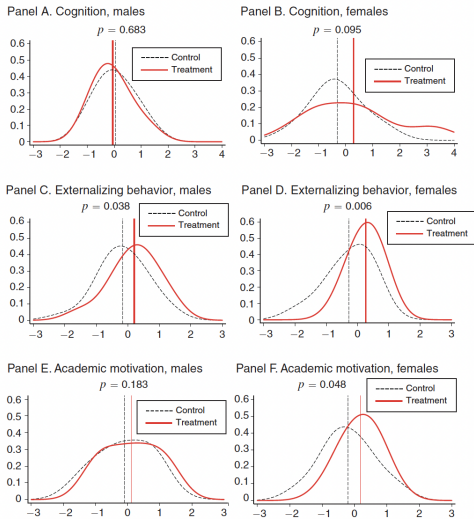 Panel A. Cognition, males
p = 0.683
0.6
0.5
0.4
0.3
0.2
0.1
0
Control
Treatment
−3 −2 −1 0 1 2 3 4
Panel B. Cognition, females
p = 0.095
0.6
0.5
0.4
0.3
0.2
0.1
0
Control
Treatment
−3 −2 −1 0 1 2 3 4
Panel C. Externalizing behavior, males
p = 0.038
0.6
0.5
0.4
0.3
0.2
0.1
0
Control
Treatment
−3 −2 −1 0 1 2 3
Panel D. Externalizing behavior, females
p = 0.006
0.6
0.5
0.4
0.3
0.2
0.1
0
Control
Treatment
−3 −2 −1 0 1 2 3
Panel E. Academic motivation, males
p = 0.183
0.6
0.5
0.4
0.3
0.2
0.1
0
Control
Treatment
−3 −2 −1 0 1 2 3
Panel F. Academic motivation, females
p = 0.048
0.6
0.5
0.4
0.3
0.2
0.1
0
Control
Treatment
−3 −2 −1 0 1 2 3